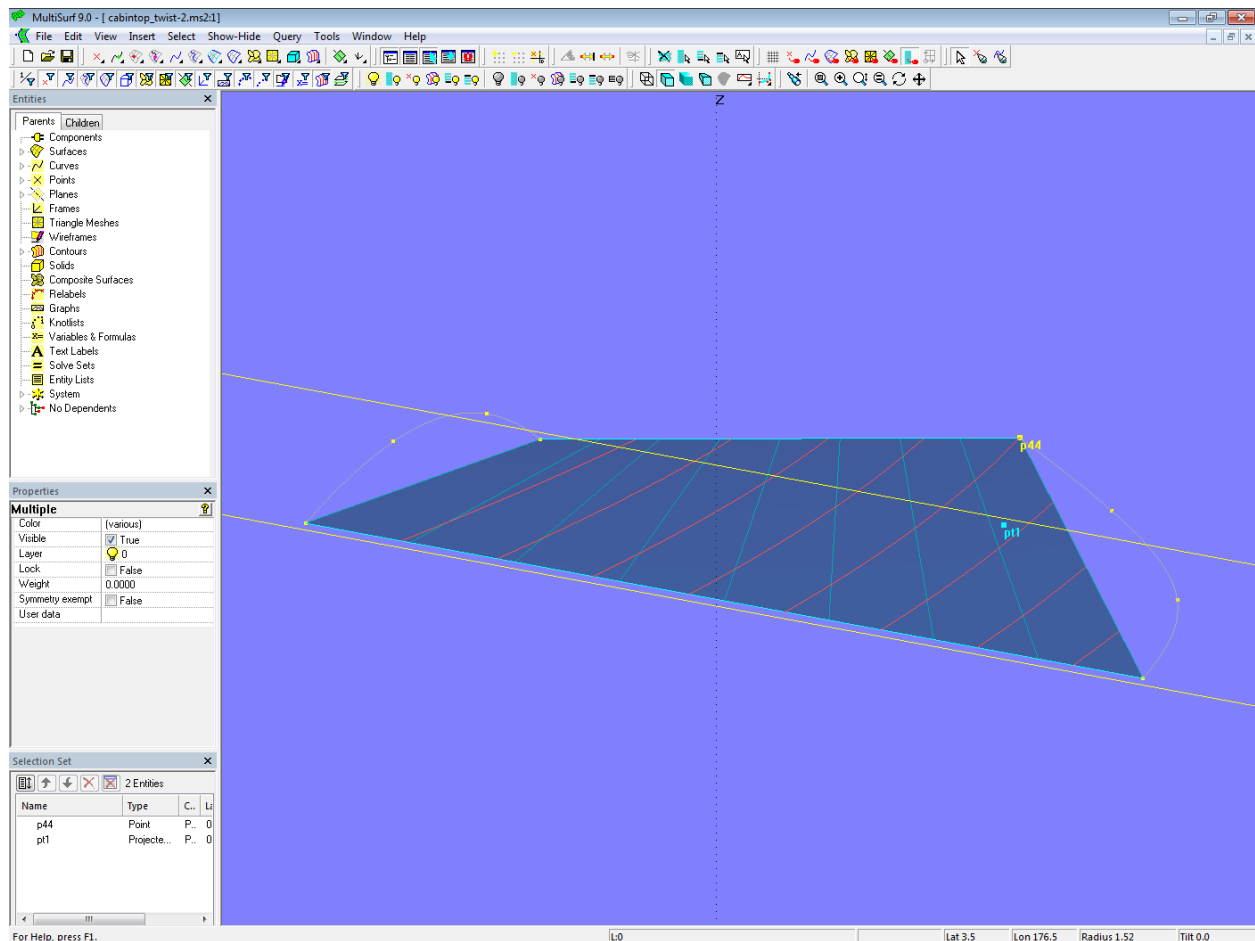 MultiSurf 9.0 - [ cabintop_twist-2.ms2:1]
File Edit View Insert Select Show-Hide Query Tools Window Help
Entities
Parents Children
Components
Surfaces
Curves
Points
Planes
Frames
Triangle Meshes
Wireframes
Contours
Solids
Composite Surfaces
Relabels
Graphs
Knotlists
Variables & Formulas
Text Labels
Solve Sets
Entity Lists
System
No Dependents
Z
p44
pt1
Properties
Multiple
Color (various)
Visible True
Layer 0
Lock False
Weight 0.0000
Symmetry exempt False
User data
Selection Set
2 Entities
Name Type C.. La
p44 Point P.. 0
pt1 Projecte... P.. 0
For Help, press F1. L:0 Lat 3.5 Lon 176.5 Radius 1.52 Tilt 0.0